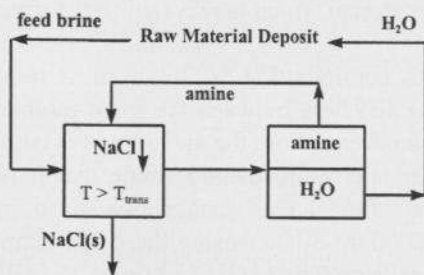 feed brine
H₂O
Raw Material Deposit
amine
NaCl
amine
T > T_trans
H₂O
NaCl(s)